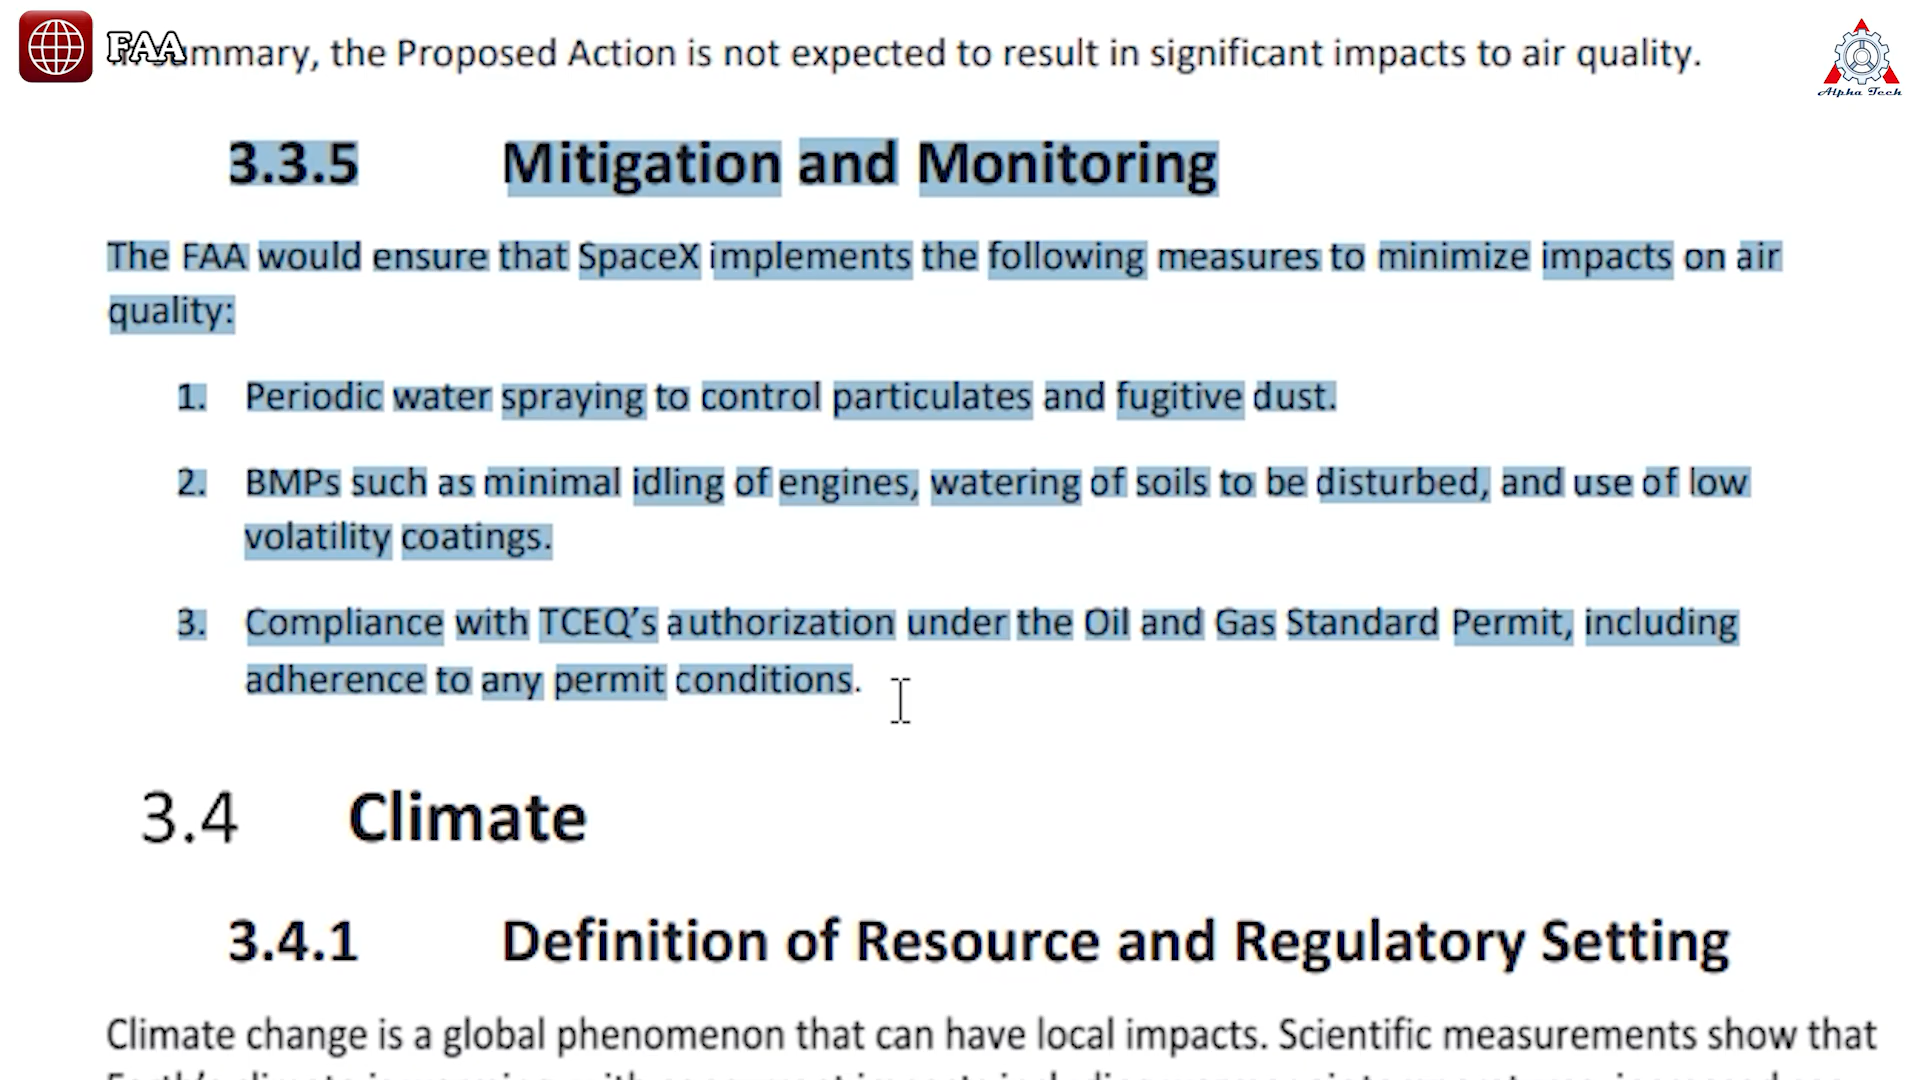 FAA
summary, the Proposed Action is not expected to result in significant impacts to air quality.
Alpha Tech
3.3.5 Mitigation and Monitoring
The FAA would ensure that SpaceX implements the following measures to minimize impacts on air
quality:
1. Periodic water spraying to control particulates and fugitive dust.
2. BMPs such as minimal idling of engines, watering of soils to be disturbed, and use of low
volatility coatings.
3. Compliance with TCEQ’s authorization under the Oil and Gas Standard Permit, including
adherence to any permit conditions.
3.4 Climate
3.4.1 Definition of Resource and Regulatory Setting
Climate change is a global phenomenon that can have local impacts. Scientific measurements show that